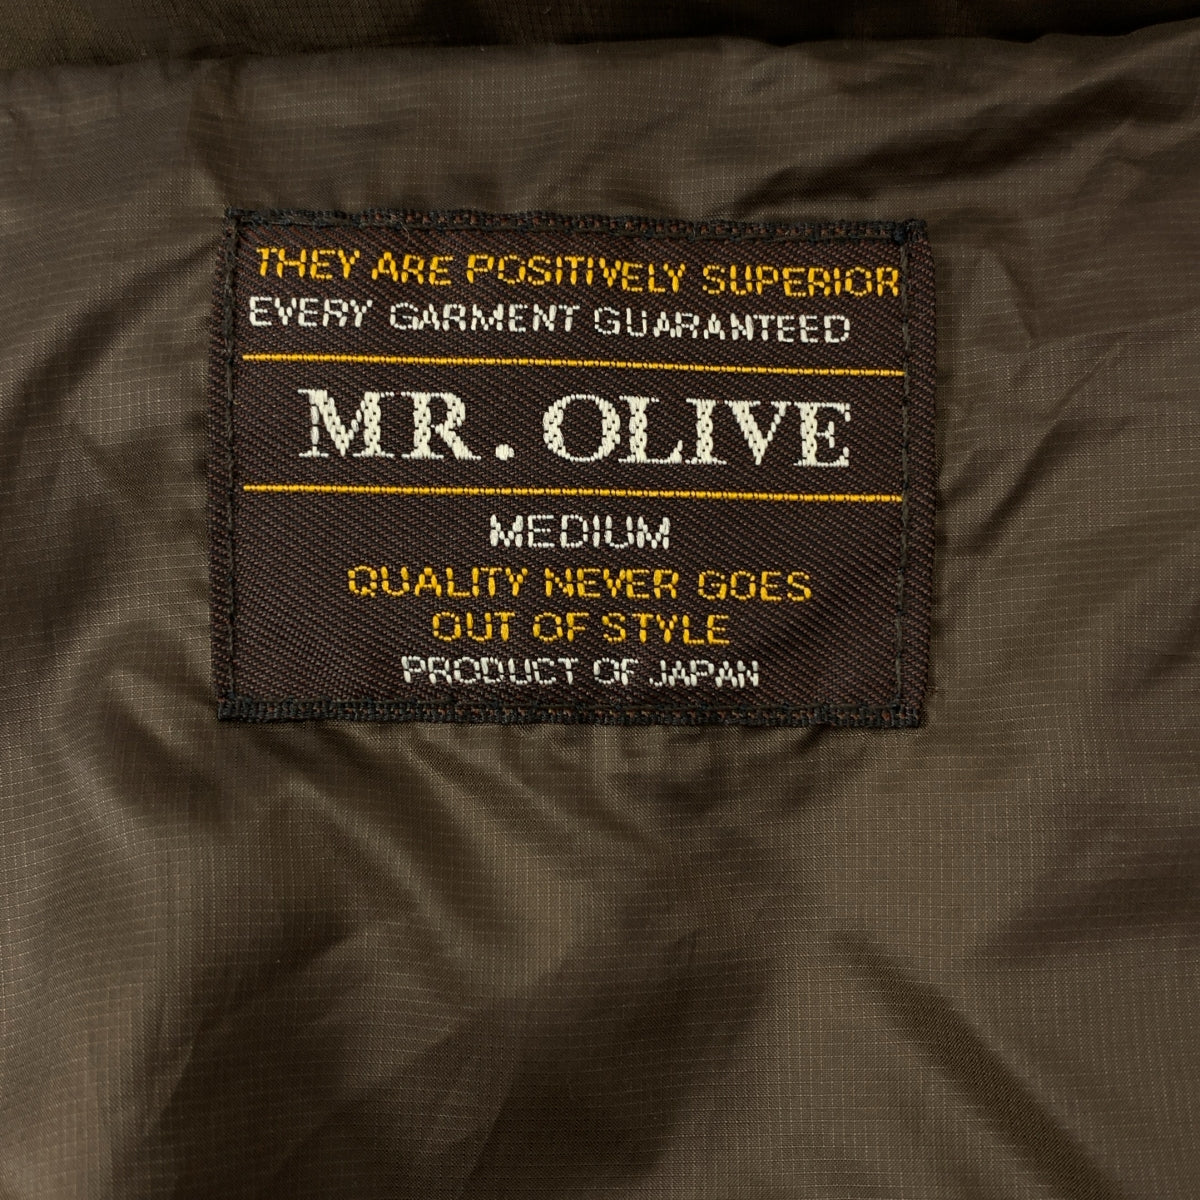 THEY ARE POSITIVELY SUPERIOR
EVERY GARMENT GUARANTEED
MR. OLIVE
MEDIUM
QUALITY NEVER GOES
OUT OF STYLE
PRODUCT OF JAPAN